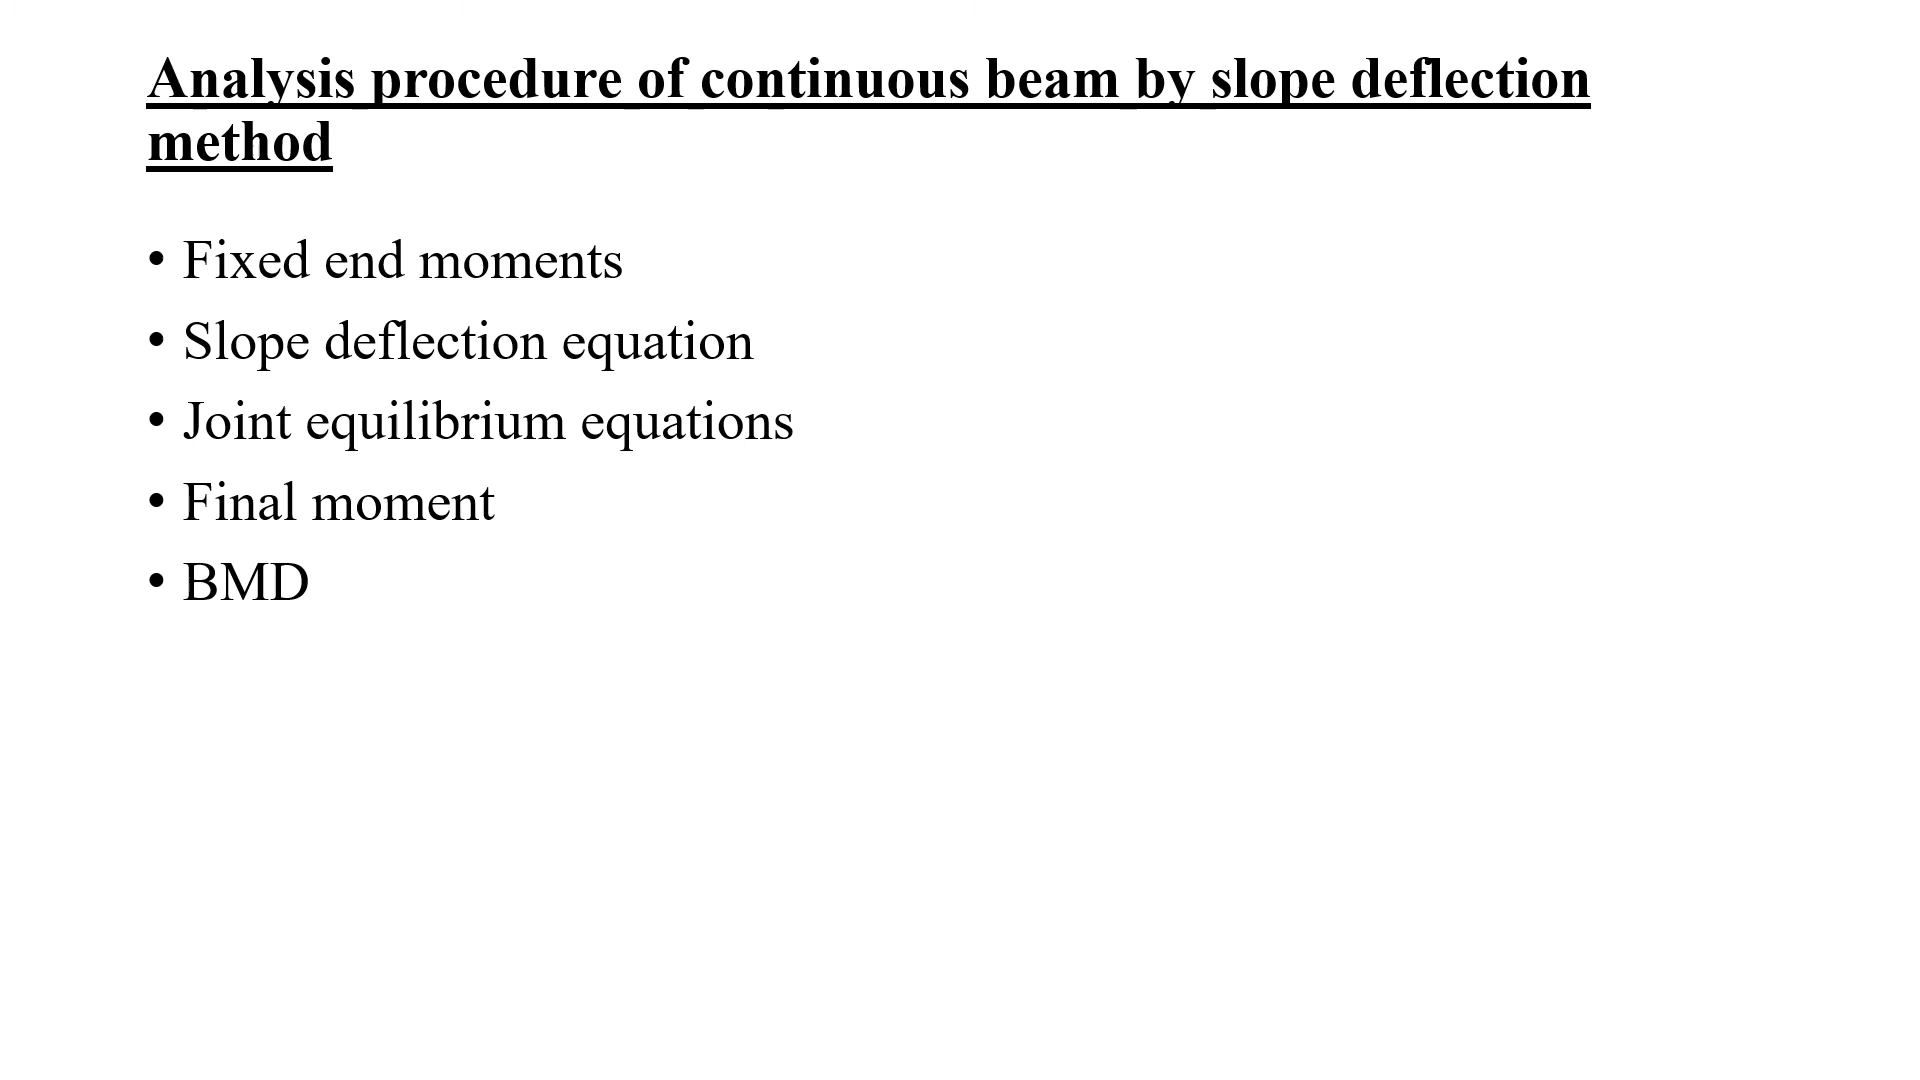 Analysis procedure of continuous beam by slope deflection
method
• Fixed end moments
• Slope deflection equation
• Joint equilibrium equations
• Final moment
• BMD